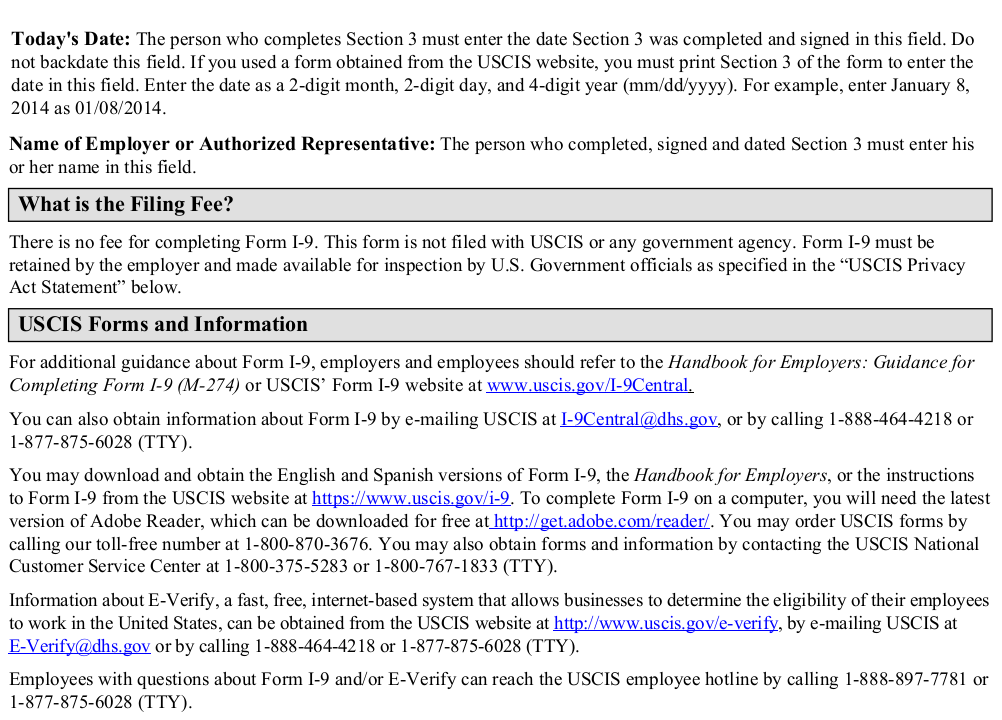 Today's Date: The person who completes Section 3 must enter the date Section 3 was completed and signed in this field. Do
not backdate this field. If you used a form obtained from the USCIS website, you must print Section 3 of the form to enter the
date in this field. Enter the date as a 2-digit month, 2-digit day, and 4-digit year (mm/dd/yyyy). For example, enter January 8,
2014 as 01/08/2014.
Name of Employer or Authorized Representative: The person who completed, signed and dated Section 3 must enter his
or her name in this field.
What is the Filing Fee?
There is no fee for completing Form I-9. This form is not filed with USCIS or any government agency. Form I-9 must be
retained by the employer and made available for inspection by U.S. Government officials as specified in the “USCIS Privacy
Act Statement” below.
USCIS Forms and Information
For additional guidance about Form I-9, employers and employees should refer to the Handbook for Employers: Guidance for
Completing Form I-9 (M-274) or USCIS’ Form I-9 website at www.uscis.gov/I-9Central.
You can also obtain information about Form I-9 by e-mailing USCIS at I-9Central@dhs.gov, or by calling 1-888-464-4218 or
1-877-875-6028 (TTY).
You may download and obtain the English and Spanish versions of Form I-9, the Handbook for Employers, or the instructions
to Form I-9 from the USCIS website at https://www.uscis.gov/i-9. To complete Form I-9 on a computer, you will need the latest
version of Adobe Reader, which can be downloaded for free at http://get.adobe.com/reader/. You may order USCIS forms by
calling our toll-free number at 1-800-870-3676. You may also obtain forms and information by contacting the USCIS National
Customer Service Center at 1-800-375-5283 or 1-800-767-1833 (TTY).
Information about E-Verify, a fast, free, internet-based system that allows businesses to determine the eligibility of their employees
to work in the United States, can be obtained from the USCIS website at http://www.uscis.gov/e-verify, by e-mailing USCIS at
E-Verify@dhs.gov or by calling 1-888-464-4218 or 1-877-875-6028 (TTY).
Employees with questions about Form I-9 and/or E-Verify can reach the USCIS employee hotline by calling 1-888-897-7781 or
1-877-875-6028 (TTY).